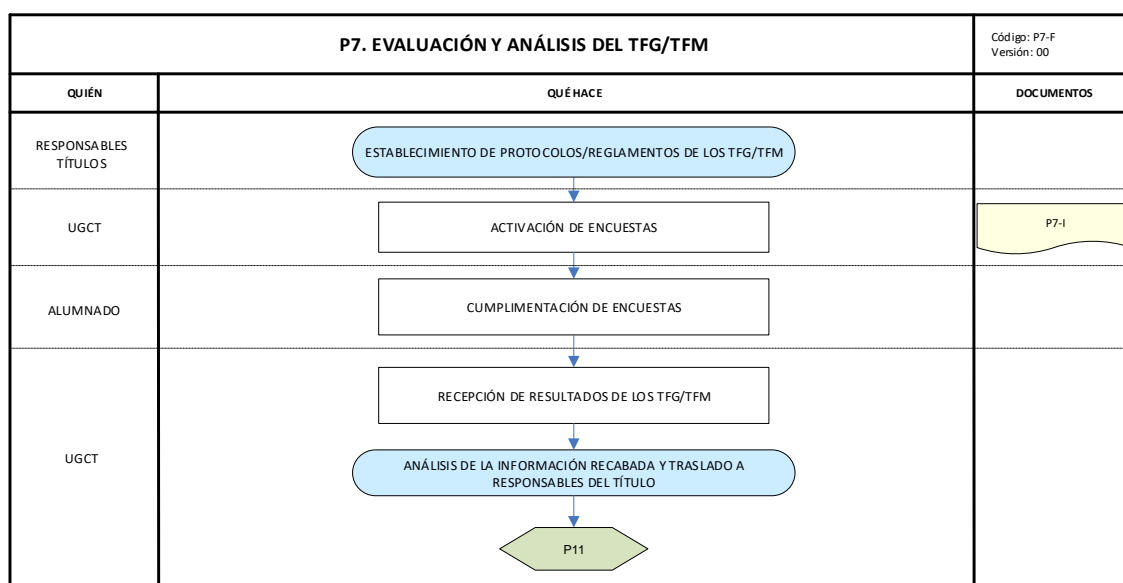 P7. EVALUACIÓN Y ANÁLISIS DEL TFG/TFM
Código: P7-F
Versión: 00
QUIÉN
QUÉ HACE
DOCUMENTOS
RESPONSABLES
TÍTULOS
ESTABLECIMIENTO DE PROTOCOLOS/REGLAMENTOS DE LOS TFG/TFM
UGCT
ACTIVACIÓN DE ENCUESTAS
P7-I
ALUMNADO
CUMPLIMENTACIÓN DE ENCUESTAS
RECEPCIÓN DE RESULTADOS DE LOS TFG/TFM
UGCT
ANÁLISIS DE LA INFORMACIÓN RECABADA Y TRASLADO A
RESPONSABLES DEL TÍTULO
P11